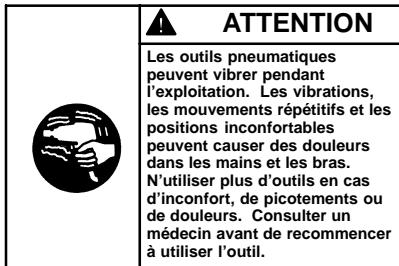 ATTENTION
Les outils pneumatiques
peuvent vibrer pendant
l'exploitation.  Les vibrations,
les mouvements répétitifs et les
positions inconfortables
peuvent causer des douleurs
dans les mains et les bras.
N'utiliser plus d'outils en cas
d'inconfort, de picotements ou
de douleurs.  Consulter un
médecin avant de recommencer
à utiliser l'outil.